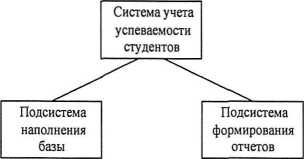 Система учета
успеваемости
студентов
Подсистема
наполнения
базы
Подсистема
формирования
отчетов